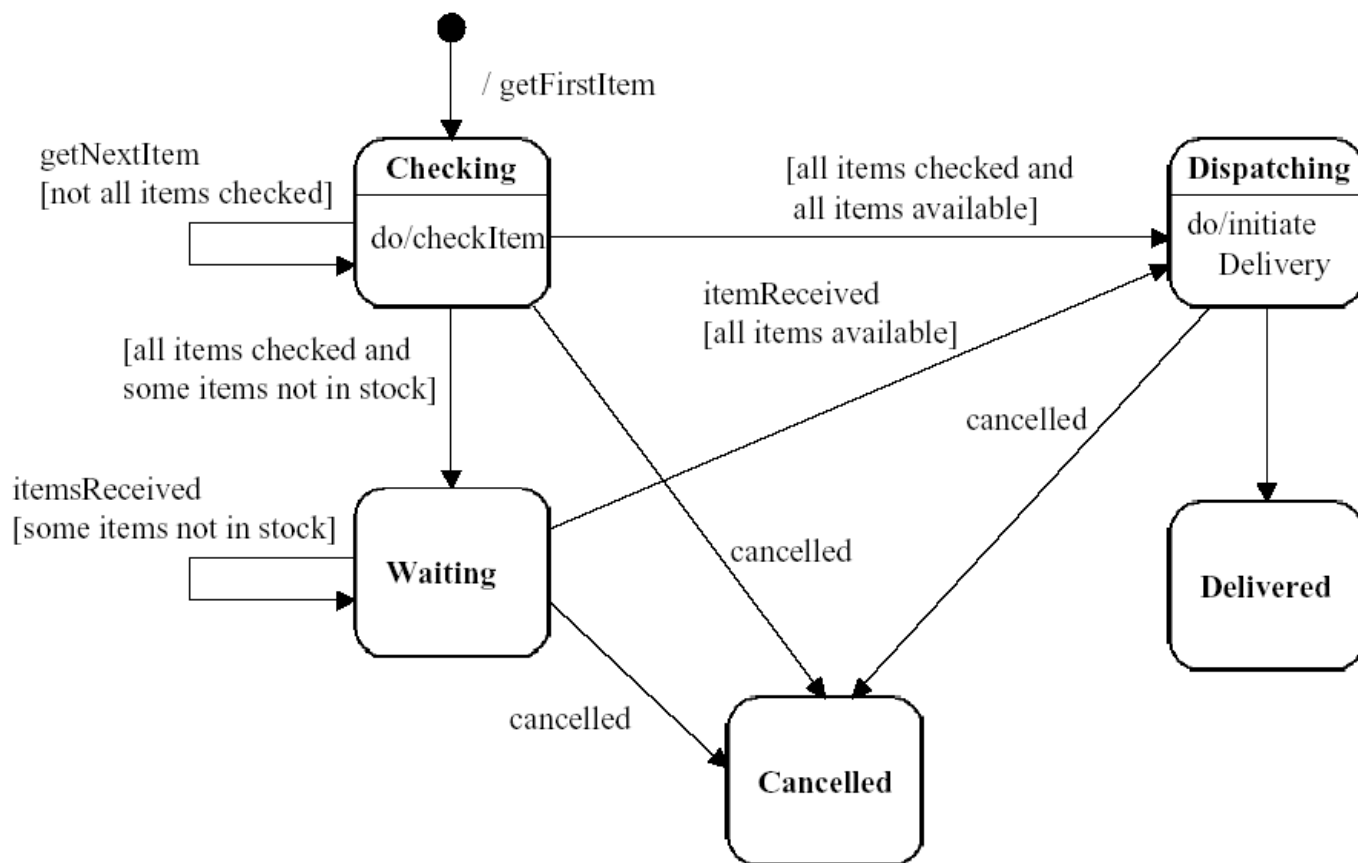 / getFirstItem
getNextItem
[not all items checked]
Checking
do/checkItem
[all items checked and
all items available]
Dispatching
do/initiate
Delivery
itemReceived
[all items available]
[all items checked and
some items not in stock]
cancelled
itemsReceived
[some items not in stock]
Waiting
cancelled
Delivered
cancelled
Cancelled